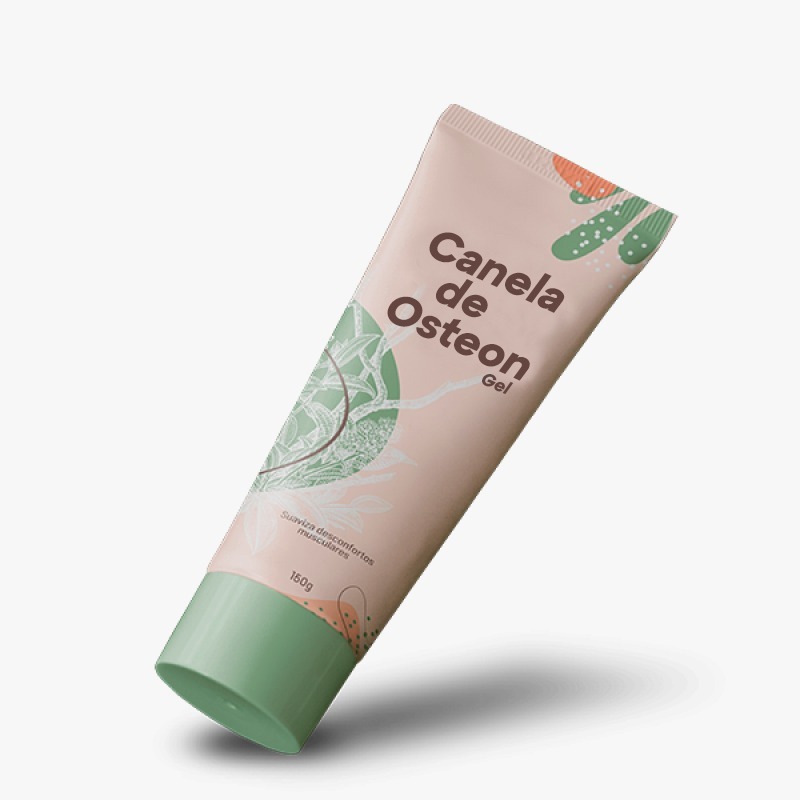 Canela
de
Osteon
Gel
Suaviza desconfortos
musculares
150g